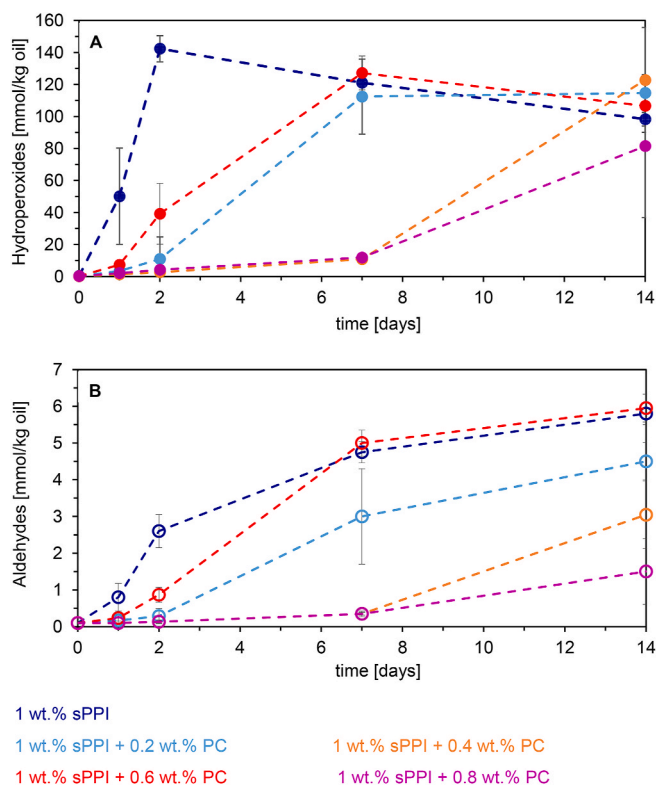 A
Hydroperoxides [mmol/kg oil]
160
140
120
100
80
60
40
20
0
0 2 4 6 8 10 12 14
time [days]
B
Aldehydes [mmol/kg oil]
7
6
5
4
3
2
1
0
0 2 4 6 8 10 12 14
time [days]
1 wt.% sPPI
1 wt.% sPPI + 0.2 wt.% PC 1 wt.% sPPI + 0.4 wt.% PC
1 wt.% sPPI + 0.6 wt.% PC 1 wt.% sPPI + 0.8 wt.% PC